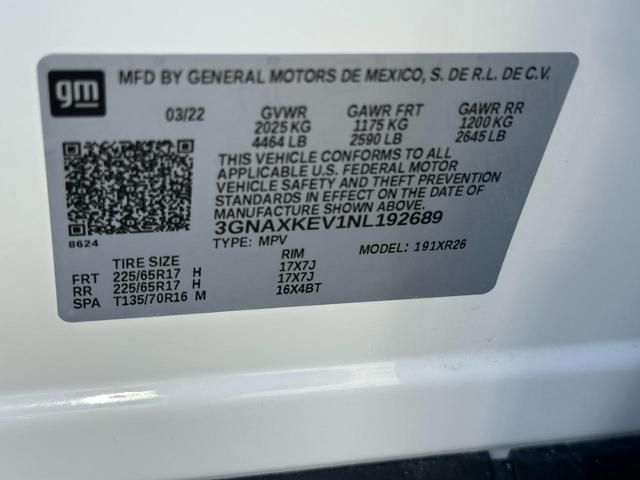 gm
MFD BY GENERAL MOTORS DE MEXICO, S. DE R.L. DE C.V.
03/22 GVWR GAWR FRT GAWR RR
2025 KG 1175 KG 1200 KG
4464 LB 2590 LB 2645 LB
THIS VEHICLE CONFORMS TO ALL
APPLICABLE U.S. FEDERAL MOTOR
VEHICLE SAFETY AND THEFT PREVENTION
STANDARDS IN EFFECT ON THE DATE OF
MANUFACTURE SHOWN ABOVE.
3GNAXKEV1NL192689
8624 TYPE: MPV MODEL: 191XR26
TIRE SIZE RIM
FRT 225/65R17 H 17X7J
RR 225/65R17 H 17X7J
SPA T135/70R16 M 16X4BT